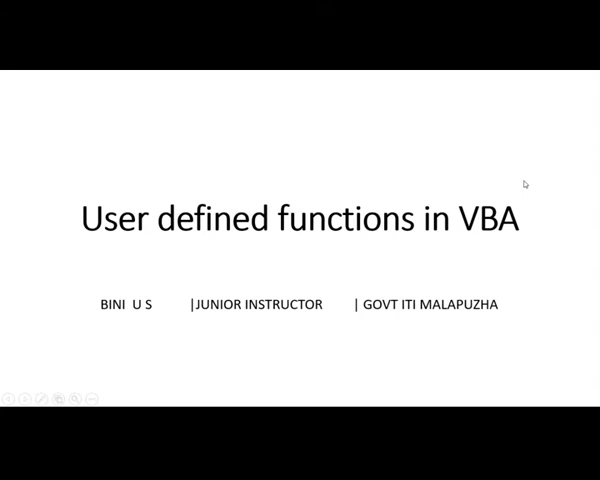 User defined functions in VBA
BINI U S |JUNIOR INSTRUCTOR | GOVT ITI MALAPUZHA